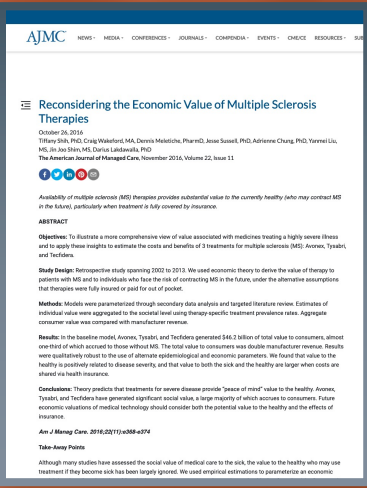 AJMC
NEWS MEDIA CONFERENCES JOURNALS COMPENDIA EVENTS CME/CE RESOURCES SUB
Reconsidering the Economic Value of Multiple Sclerosis
Therapies
October 26, 2016
Tiffany Shih, PhD, Craig Wakeford, MA, Dennis Meletiche, PharmD, Jesse Sussell, PhD, Adrienne Chung, PhD, Yanmei Liu,
MS, Jin Joo Shim, MS, Darius Lakdawalla, PhD
The American Journal of Managed Care, November 2016, Volume 22, Issue 11
Availability of multiple sclerosis (MS) therapies provides substantial value to the currently healthy (who may contract MS
in the future), particularly when treatment is fully covered by insurance.
ABSTRACT
Objectives: To illustrate a more comprehensive view of value associated with medicines treating a highly severe illness
and to apply these insights to estimate the costs and benefits of 3 treatments for multiple sclerosis (MS): Avonex, Tysabri,
and Tecfidera.
Study Design: Retrospective study spanning 2002 to 2013. We used economic theory to derive the value of therapy to
patients with MS and to individuals who face the risk of contracting MS in the future, under the alternative assumptions
that therapies were fully insured or paid for out of pocket.
Methods: Models were parameterized through secondary data analysis and targeted literature review. Estimates of
individual value were aggregated to the societal level using therapy-specific treatment prevalence rates. Aggregate
consumer value was compared with manufacturer revenue.
Results: In the baseline model, Avonex, Tysabri, and Tecfidera generated $46.2 billion of total value to consumers, almost
one-third of which accrued to those without MS. The total value to consumers was double manufacturer revenue. Results
were qualitatively robust to the use of alternate epidemiological and economic parameters. We found that value to the
healthy is positively related to disease severity, and that value to both the sick and the healthy are larger when costs are
shared via health insurance.
Conclusions: Theory predicts that treatments for severe disease provide "peace of mind" value to the healthy. Avonex,
Tysabri, and Tecfidera have generated significant social value, a large majority of which accrues to consumers. Future
economic valuations of medical technology should consider both the potential value to the healthy and the effects of
insurance.
Am J Manag Care. 2016;22(11):e368-e374
Take-Away Points
Although many studies have assessed the social value of medical care to the sick, the value to the healthy who may use
treatment if they become sick has been largely ignored. We used empirical estimations to parameterize an economic